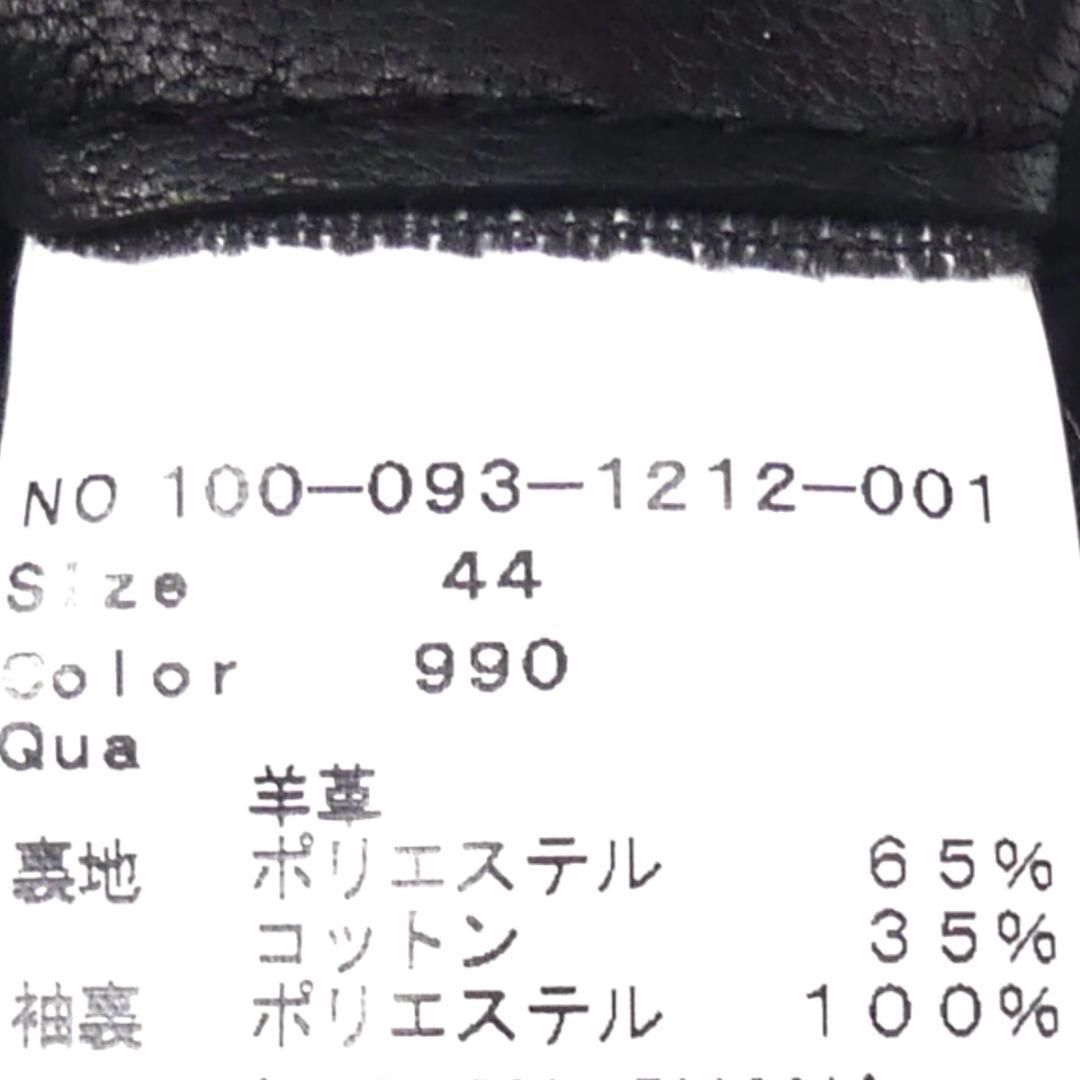 NO 100-093-1212-001
Size 44
Color 990
Qua
羊革
裏地 ポリエステル 65%
コットン 35%
袖裏 ポリエステル 100%